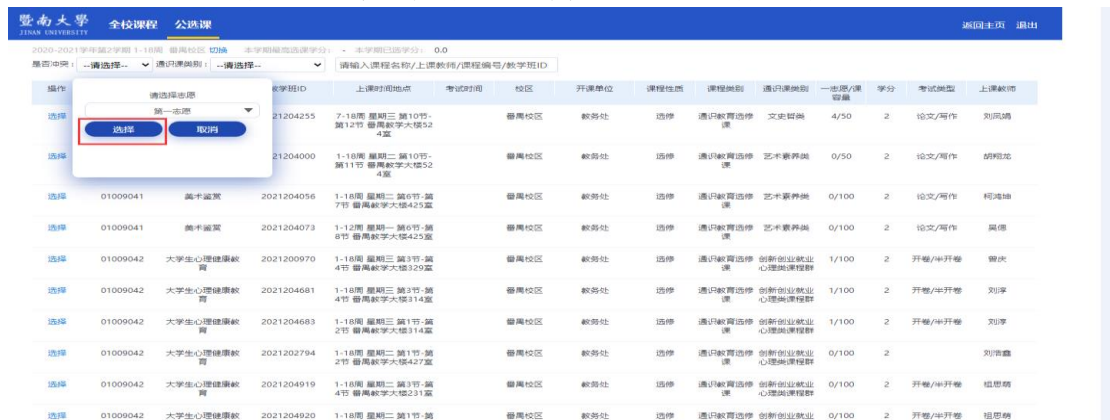 暨南大学 全校课程 公选课 返回主页 退出
JINAN UNIVERSITY
2020-2021学年第2学期 1-18周 番禺校区 切换 本学期最高选课学分： - 本学期已选学分： 0.0
是否冲突： --请选择-- 通识课类别： --请选择-- 请输入课程名称/上课教师/课程编号/教学班ID
操作 教学班ID 上课时间地点 考试时间 校区 开课单位 课程性质 课程类别 通识课类别 一志愿/课 学分 考试类型 上课教师
容量
请选择志愿
第一志愿
选择 取消
选择 2021204255 7-18周 星期三 第10节- 番禺校区 教务处 选修 通识教育选修 文史哲类 4/50 2 论文/写作 刘凤娟
第12节 番禺教学大楼52 课
4室
选择 21204000 1-18周 星期二 第10节- 番禺校区 教务处 选修 通识教育选修 艺术素养类 0/50 2 论文/写作 胡翔龙
第11节 番禺教学大楼52 课
4室
选择 01009041 美术鉴赏 2021204056 1-18周 星期二 第6节-第 番禺校区 教务处 选修 通识教育选修 艺术素养类 0/100 2 论文/写作 柯鸿坤
7节 番禺教学大楼425室 课
选择 01009041 美术鉴赏 2021204073 1-12周 星期一 第6节-第 番禺校区 教务处 选修 通识教育选修 艺术素养类 0/100 2 论文/写作
8节 番禺教学大楼425室 课
选择 01009042 大学生心理健康教 2021200970 1-18周 星期三 第3节-第 番禺校区 教务处 选修 通识教育选修 创新创业就业 1/100 2 开卷/半开卷 曾庆
育 4节 番禺教学大楼329室 课 心理类课程群
选择 01009042 大学生心理健康教 2021204681 1-18周 星期三 第3节-第 番禺校区 教务处 选修 通识教育选修 创新创业就业 1/100 2 开卷/半开卷 刘淳
育 4节 番禺教学大楼314室 课 心理类课程群
选择 01009042 大学生心理健康教 2021204683 1-18周 星期三 第1节-第 番禺校区 教务处 选修 通识教育选修 创新创业就业 1/100 2 开卷/半开卷 刘淳
育 2节 番禺教学大楼314室 课 心理类课程群
选择 01009042 大学生心理健康教 2021202794 1-18周 星期二 第1节-第 番禺校区 教务处 选修 通识教育选修 创新创业就业 0/100 2 刘浩鑫
育 2节 番禺教学大楼427室 课 心理类课程群
选择 01009042 大学生心理健康教 2021204919 1-18周 星期二 第3节-第 番禺校区 教务处 选修 通识教育选修 创新创业就业 0/100 2 开卷/半开卷 祖思萌
育 4节 番禺教学大楼231室 课 心理类课程群
选择 01009042 大学生心理健康教 2021204920 1-18周 星期二 第1节-第 番禺校区 教务处 选修 通识教育选修 创新创业就业 0/100 2 开卷/半开卷 祖思萌